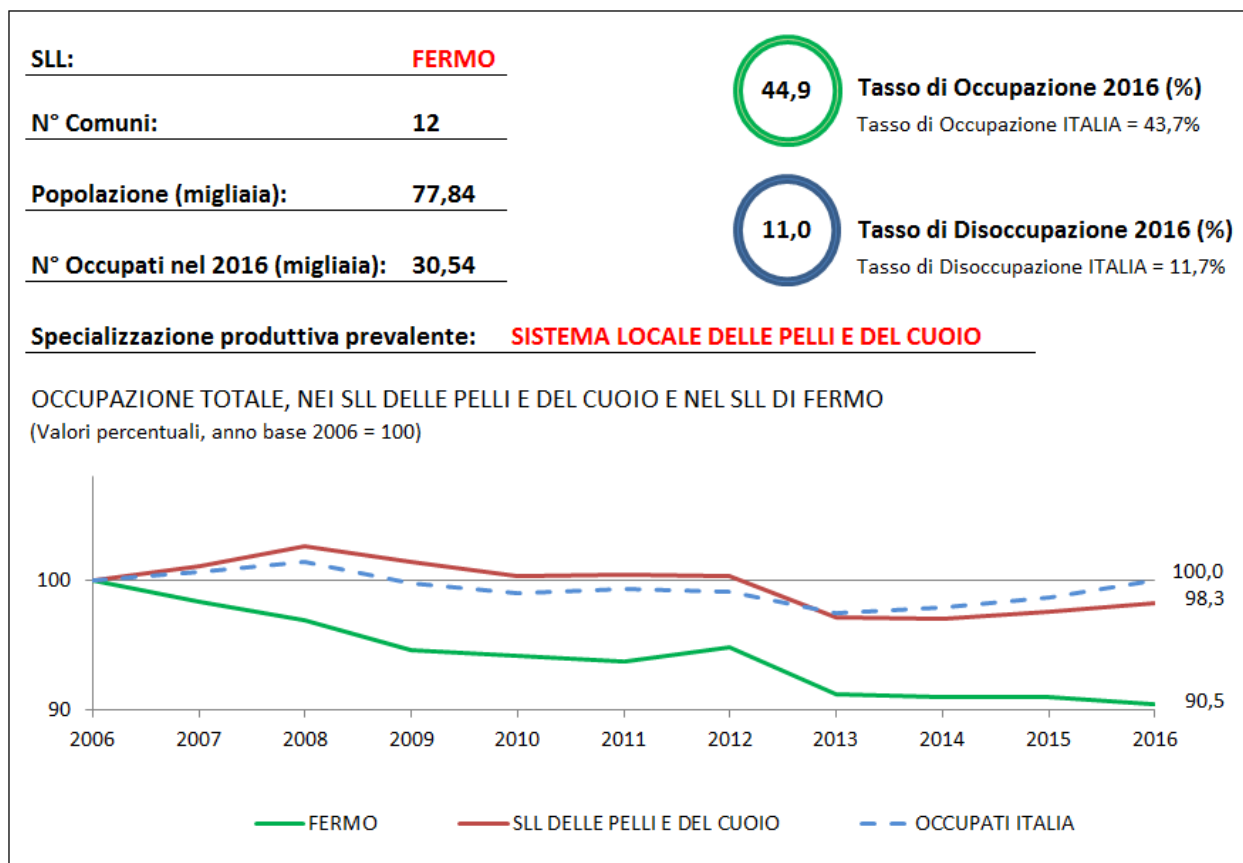 SLL: FERMO
44,9
Tasso di Occupazione 2016 (%)
Tasso di Occupazione ITALIA = 43,7%
N° Comuni: 12
Popolazione (migliaia): 77,84
11,0
Tasso di Disoccupazione 2016 (%)
Tasso di Disoccupazione ITALIA = 11,7%
N° Occupati nel 2016 (migliaia): 30,54
Specializzazione produttiva prevalente: SISTEMA LOCALE DELLE PELLI E DEL CUOIO
OCCUPAZIONE TOTALE, NEI SLL DELLE PELLI E DEL CUOIO E NEL SLL DI FERMO
(Valori percentuali, anno base 2006 = 100)
100
100,0
98,3
90,5
90
2006 2007 2008 2009 2010 2011 2012 2013 2014 2015 2016
FERMO SLL DELLE PELLI E DEL CUOIO OCCUPATI ITALIA